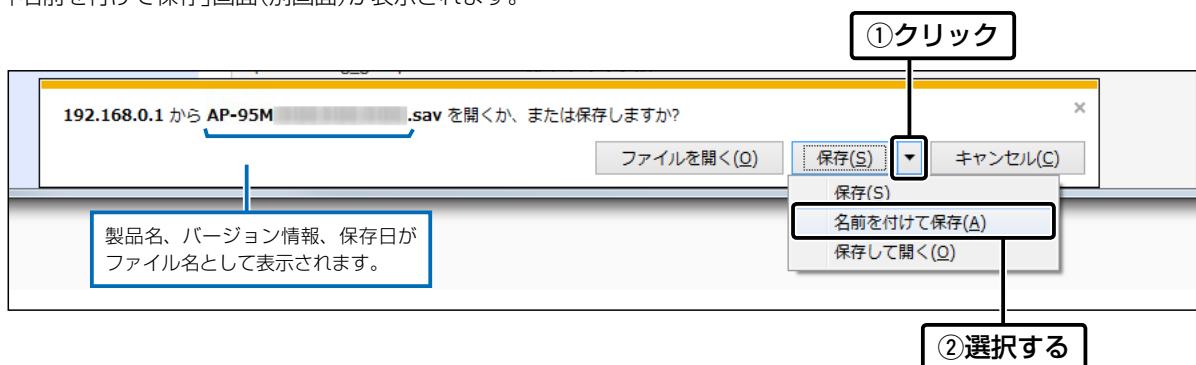 「名前を付けて保存」画面(別画面)が表示されます。
①クリック
192.168.0.1 から AP-95M .sav を開くか、または保存しますか?
×
ファイルを開く(O) 保存(S) ▼ キャンセル(C)
保存(S)
名前を付けて保存(A)
保存して開く(O)
製品名、バージョン情報、保存日が
ファイル名として表示されます。
②選択する